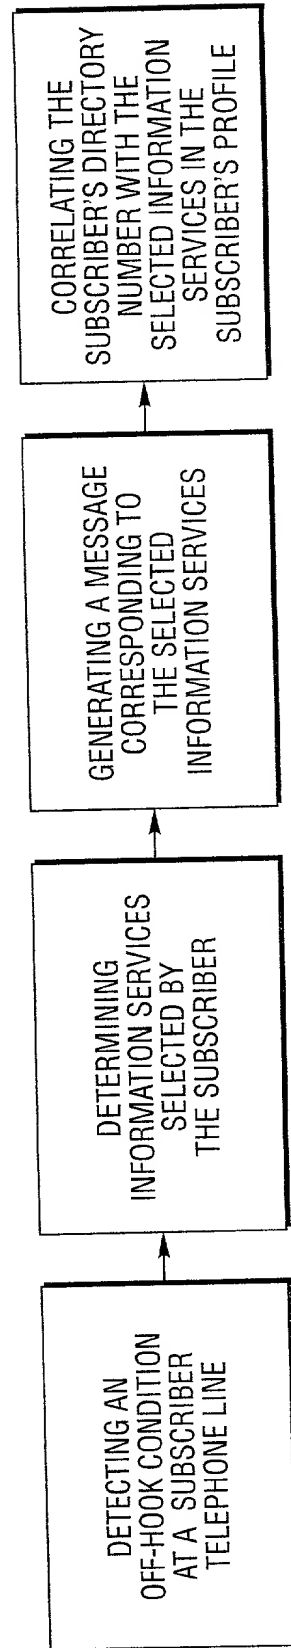 DETECTING AN
OFF-HOOK CONDITION
AT A SUBSCRIBER
TELEPHONE LINE
DETERMINING
INFORMATION SERVICES
SELECTED BY
THE SUBSCRIBER
GENERATING A MESSAGE
CORRESPONDING TO
THE SELECTED
INFORMATION SERVICES
CORRELATING THE
SUBSCRIBER'S DIRECTORY
NUMBER WITH THE
SELECTED INFORMATION
SERVICES IN THE
SUBSCRIBER'S PROFILE